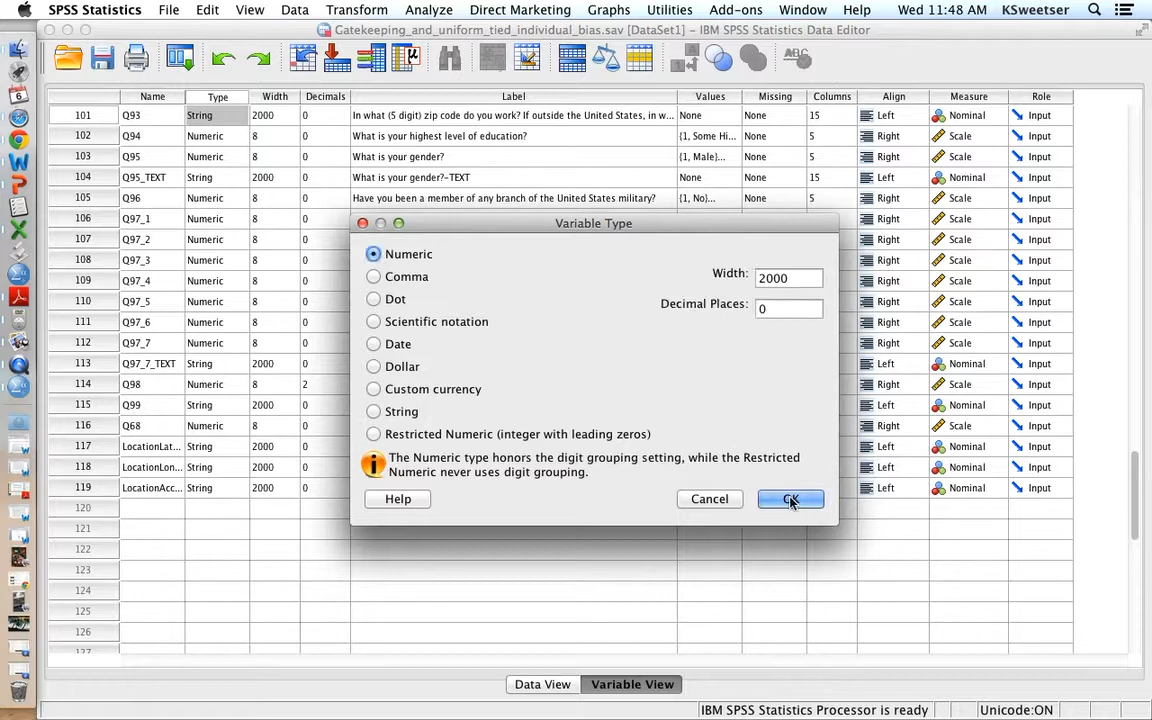 SPSS Statistics File Edit View Data Transform Analyze Direct Marketing Graphs Utilities Add-ons Window Help Wed 11:48 AM KSweetser
Gatekeeping_and_uniform_tied_individual_bias.sav [DataSet1] – IBM SPSS Statistics Data Editor
Name Type Width Decimals Label Values Missing Columns Align Measure Role
101 Q93 String 2000 0 In what (5 digit) zip code do you work? If outside the United States, in w... None None 15 Left Nominal Input
102 Q94 Numeric 8 0 What is your highest level of education? {1, Some Hi... None 5 Right Scale Input
103 Q95 Numeric 8 0 What is your gender? {1, Male}... None 5 Right Scale Input
104 Q95_TEXT String 2000 0 What is your gender?-TEXT None None 15 Left Nominal Input
105 Q96 Numeric 8 0 Have you been a member of any branch of the United States military? {1, No}... None 5 Right Scale Input
106 Q97_1 Numeric 8 0 Right Scale Input
107 Q97_2 Numeric 8 0 Right Scale Input
108 Q97_3 Numeric 8 0 Right Scale Input
109 Q97_4 Numeric 8 0 Right Scale Input
110 Q97_5 Numeric 8 0 Right Scale Input
111 Q97_6 Numeric 8 0 Right Scale Input
112 Q97_7 Numeric 8 0 Right Scale Input
113 Q97_7_TEXT String 2000 0 Left Nominal Input
114 Q98 Numeric 8 2 Right Scale Input
115 Q99 String 2000 0 Left Nominal Input
116 Q68 Numeric 8 0 Right Scale Input
117 LocationLat... String 2000 0 Left Nominal Input
118 LocationLon... String 2000 0 Left Nominal Input
119 LocationAcc... String 2000 0 Left Nominal Input
120
121
122
123
124
125
126
127
Variable Type
Numeric
Comma
Dot
Scientific notation
Date
Dollar
Custom currency
String
Restricted Numeric (integer with leading zeros)
Width: 2000
Decimal Places: 0
The Numeric type honors the digit grouping setting, while the Restricted
Numeric never uses digit grouping.
Help Cancel OK
Data View Variable View
IBM SPSS Statistics Processor is ready Unicode:ON